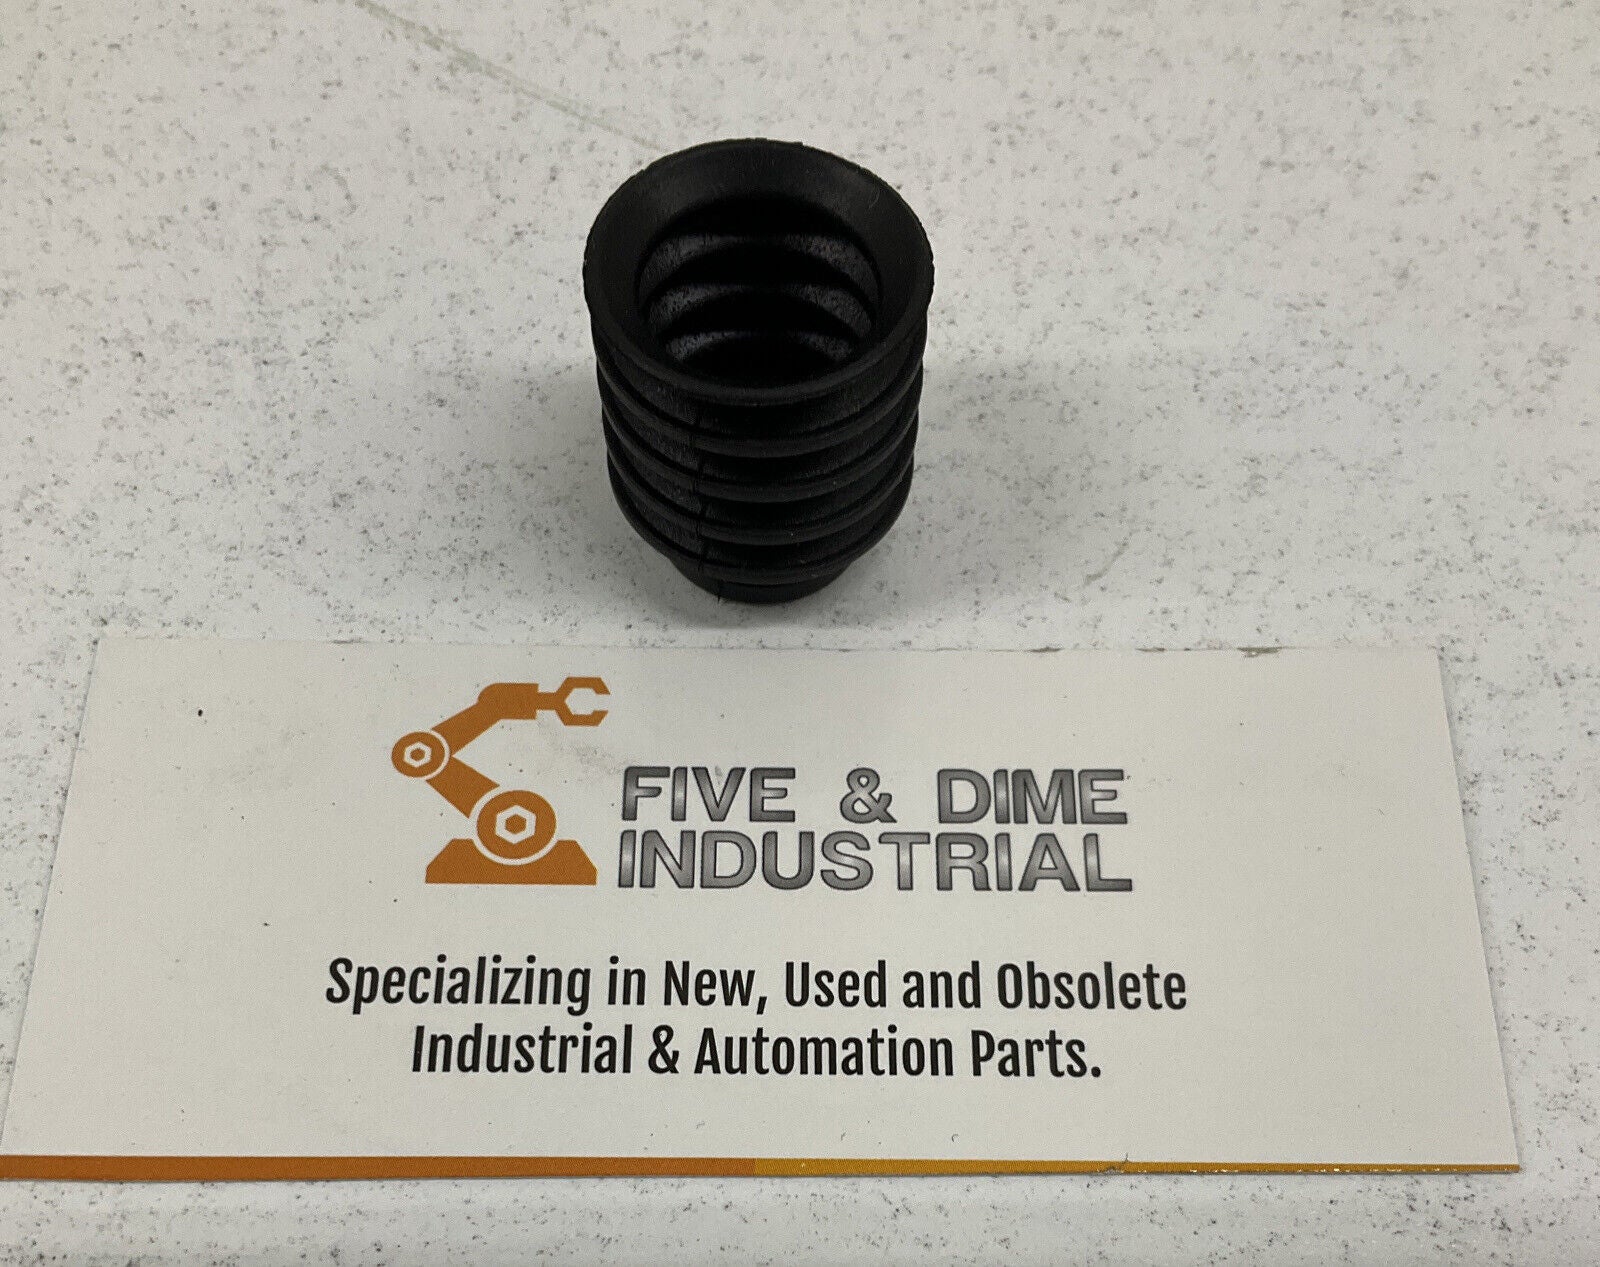 FIVE & DIME
INDUSTRIAL
Specializing in New, Used and Obsolete
Industrial & Automation Parts.